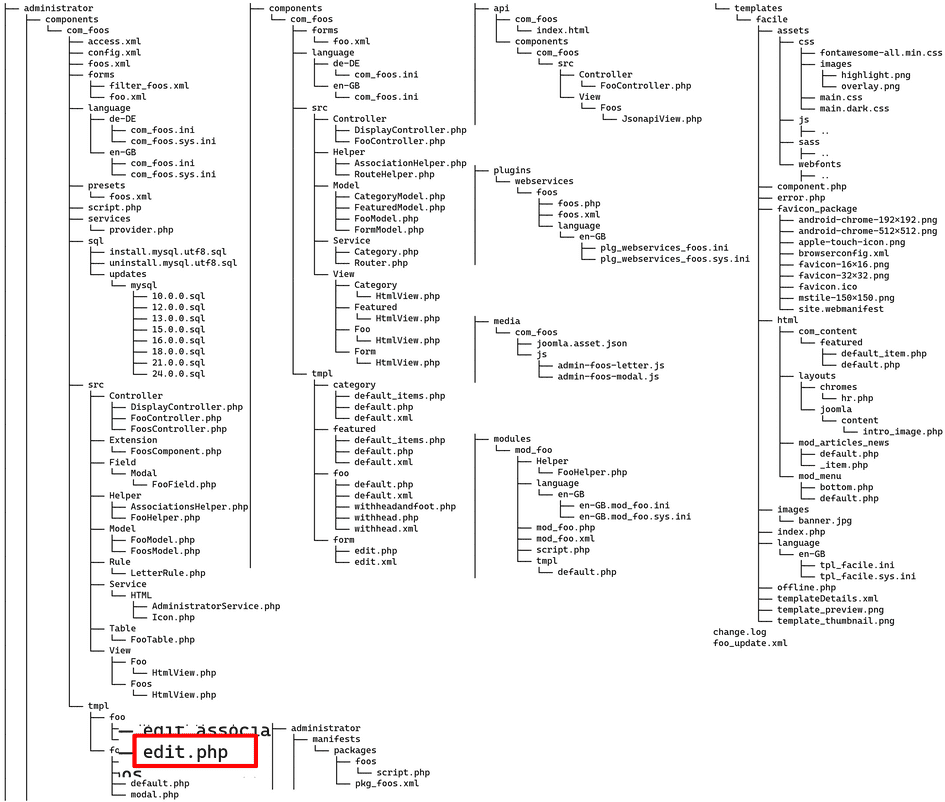 administrator
components
com_foos
access.xml
config.xml
foos.xml
forms
filter_foos.xml
foo.xml
language
de-DE
com_foos.ini
com_foos.sys.ini
en-GB
com_foos.ini
com_foos.sys.ini
presets
foos.xml
script.php
services
provider.php
sql
install.mysql.utf8.sql
uninstall.mysql.utf8.sql
updates
mysql
10.0.0.sql
12.0.0.sql
13.0.0.sql
15.0.0.sql
16.0.0.sql
18.0.0.sql
21.0.0.sql
24.0.0.sql
src
Controller
DisplayController.php
FooController.php
FoosController.php
Extension
FoosComponent.php
Field
Modal
FooField.php
Helper
AssociationsHelper.php
FooHelper.php
Model
FooModel.php
FoosModel.php
Rule
LetterRule.php
Service
HTML
AdministratorService.php
Icon.php
Table
FooTable.php
View
Foo
HtmlView.php
Foos
HtmlView.php
tmpl
foo
edit_associa
edit.php
default.php
modal.php
components
com_foos
forms
foo.xml
language
de-DE
com_foos.ini
en-GB
com_foos.ini
src
Controller
DisplayController.php
FooController.php
Helper
AssociationHelper.php
RouteHelper.php
Model
CategoryModel.php
FeaturedModel.php
FooModel.php
FormModel.php
Service
Category.php
Router.php
View
Category
HtmlView.php
Featured
HtmlView.php
Foo
HtmlView.php
Form
HtmlView.php
tmpl
category
default_items.php
default.php
default.xml
featured
default_items.php
default.php
default.xml
foo
default.php
default.xml
withheadandfoot.php
withhead.php
withhead.xml
form
edit.php
edit.xml
administrator
manifests
packages
foos
script.php
pkg_foos.xml
api
com_foos
index.html
components
com_foos
src
Controller
FooController.php
View
Foos
JsonapiView.php
plugins
webservices
foos
foos.php
foos.xml
language
en-GB
plg_webservices_foos.ini
plg_webservices_foos.sys.ini
media
com_foos
joomla.asset.json
js
admin-foos-letter.js
admin-foos-modal.js
modules
mod_foo
Helper
FooHelper.php
language
en-GB
en-GB.mod_foo.ini
en-GB.mod_foo.sys.ini
mod_foo.php
mod_foo.xml
script.php
tmpl
default.php
templates
facile
assets
css
fontawesome-all.min.css
images
highlight.png
overlay.png
main.css
main.dark.css
js
..
sass
..
webfonts
..
component.php
error.php
favicon_package
android-chrome-192×192.png
android-chrome-512×512.png
apple-touch-icon.png
browserconfig.xml
favicon-16×16.png
favicon-32×32.png
favicon.ico
mstile-150×150.png
site.webmanifest
html
com_content
featured
default_item.php
default.php
layouts
chromes
hr.php
joomla
content
intro_image.php
mod_articles_news
default.php
_item.php
mod_menu
bottom.php
default.php
images
banner.jpg
index.php
language
en-GB
tpl_facile.ini
tpl_facile.sys.ini
offline.php
templateDetails.xml
template_preview.png
template_thumbnail.png
change.log
foo_update.xml